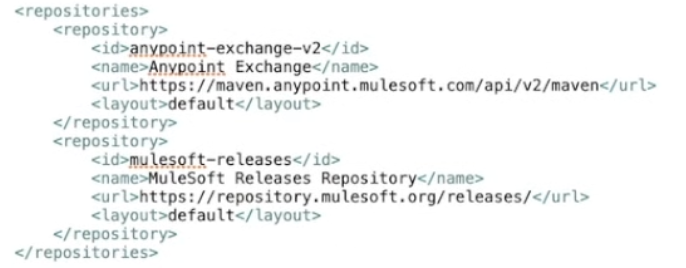 <repositories>
<repository>
<id>anypoint-exchange-v2</id>
<name>Anypoint Exchange</name>
<url>https://maven.anypoint.mulesoft.com/api/v2/maven</url>
<layout>default</layout>
</repository>
<repository>
<id>mulesoft-releases</id>
<name>MuleSoft Releases Repository</name>
<url>https://repository.mulesoft.org/releases/</url>
<layout>default</layout>
</repository>
</repositories>